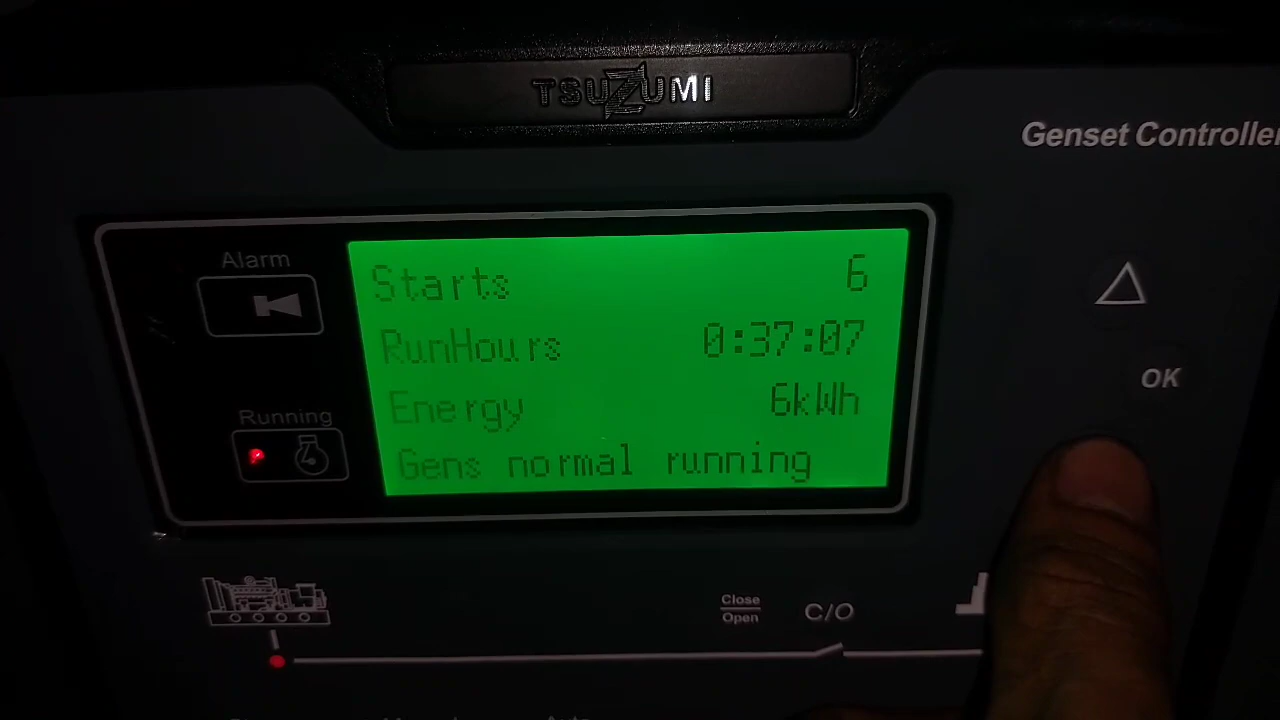 TSUZUMI
Genset Controller
Alarm
Starts 6
RunHours 0:37:07
Energy 6kWh
Running
Gens normal running
OK
Close
Open
C/O